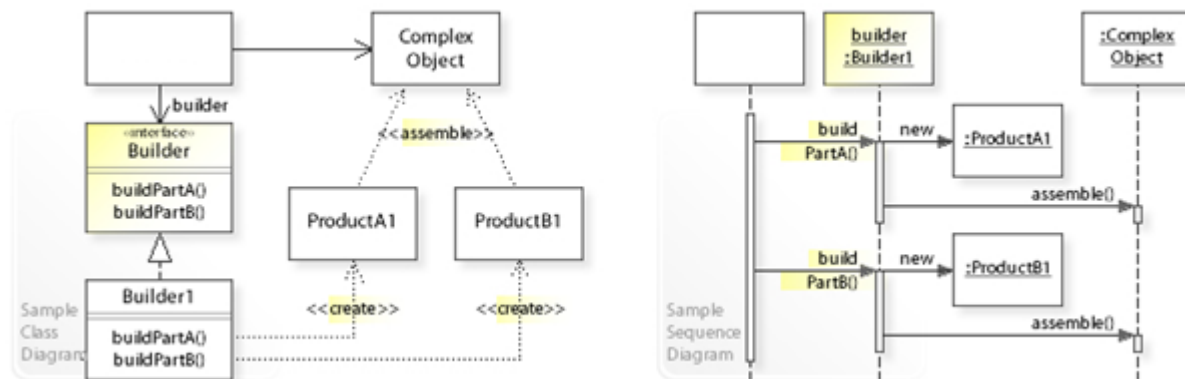 Complex
Object
builder
«interface»
Builder
buildPartA()
buildPartB()
<<assemble>>
ProductA1
ProductB1
Builder1
buildPartA()
buildPartB()
<<create>>
<<create>>
Sample
Class
Diagram
builder
:Builder1
:Complex
Object
build
PartA()
new
:ProductA1
assemble()
build
PartB()
new
:ProductB1
assemble()
Sample
Sequence
Diagram